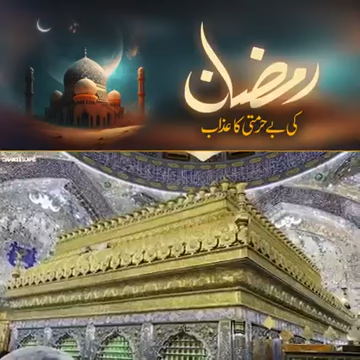 رمضان
کی بے حرمتی کا عذاب